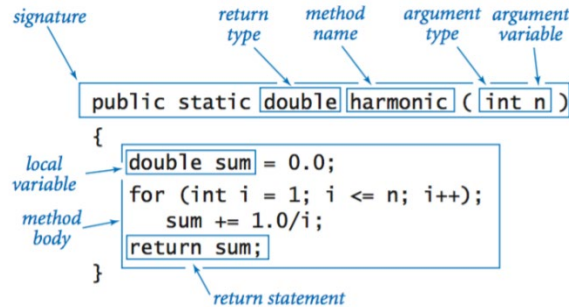 signature
return type
method name
argument type
argument variable
public static double harmonic ( int n )
{
local variable
double sum = 0.0;
for (int i = 1; i <= n; i++);
method body
sum += 1.0/i;
return sum;
}
return statement